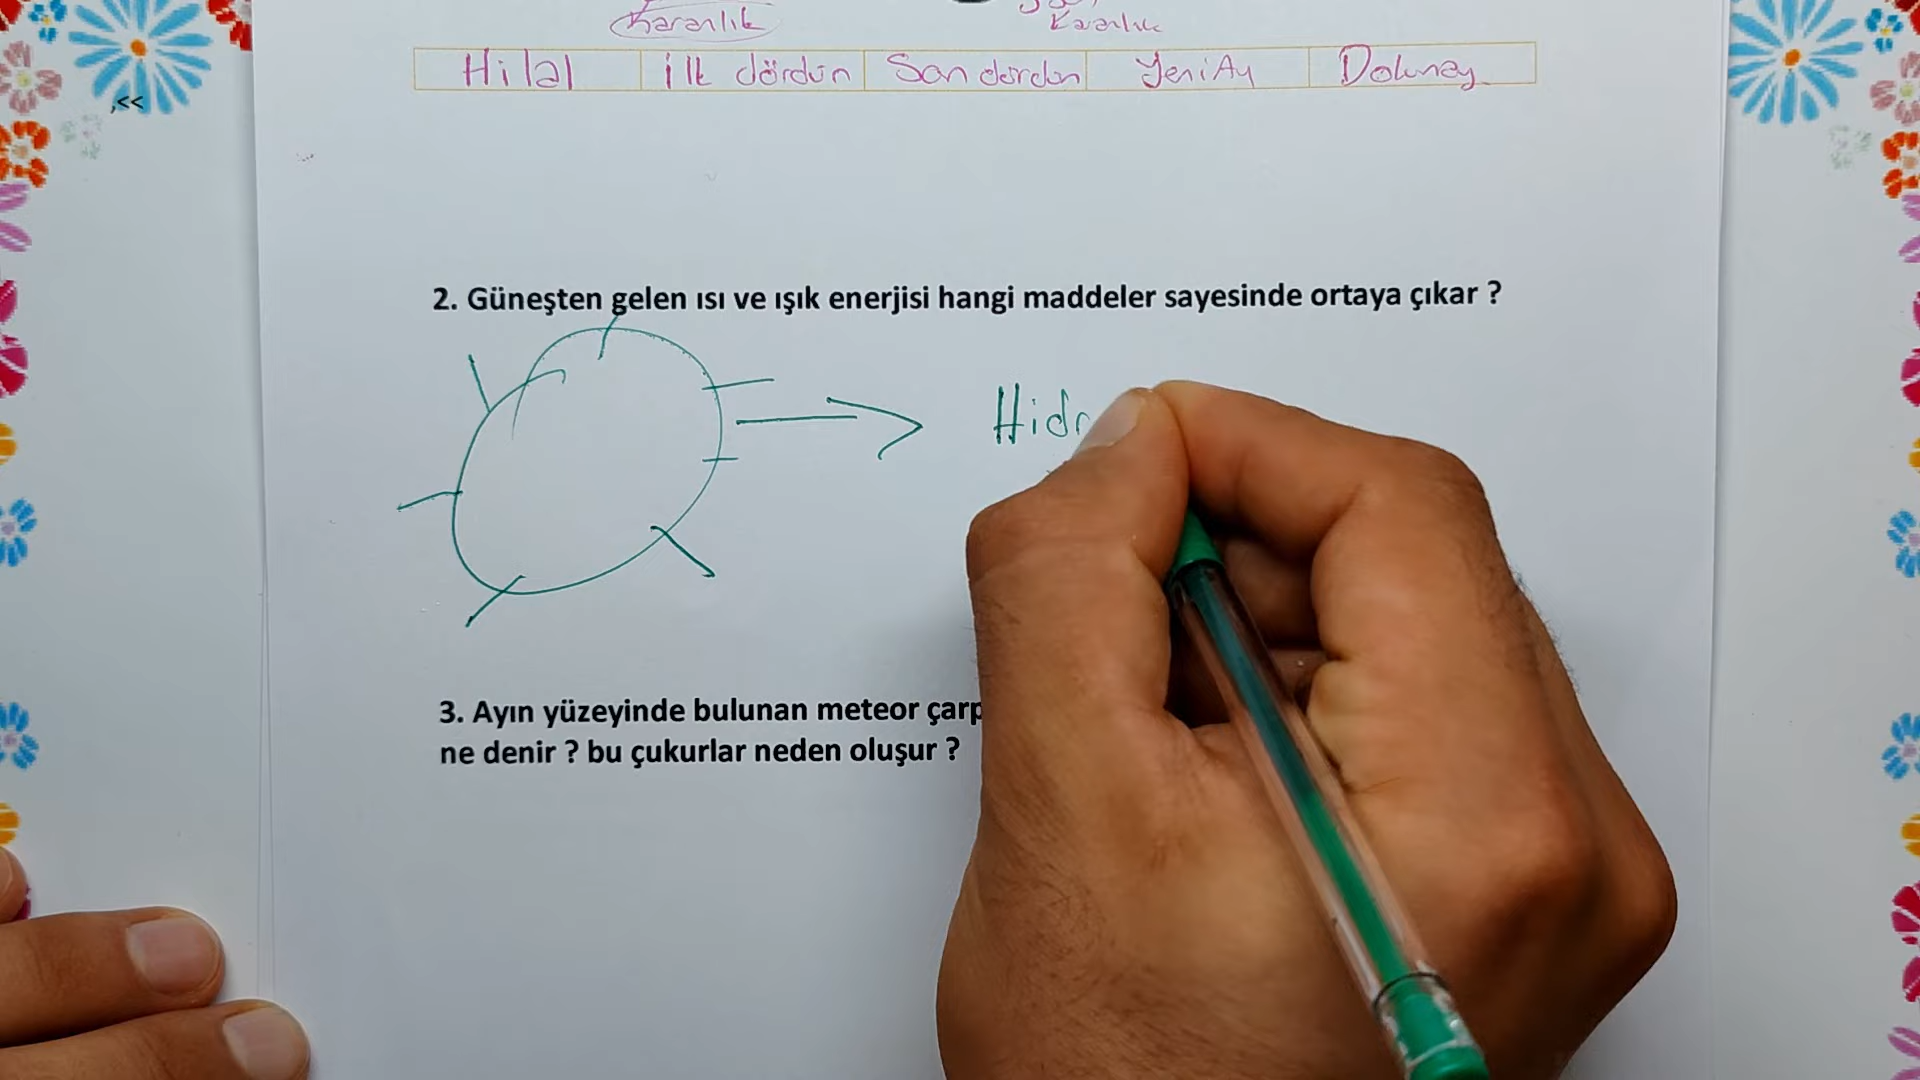 Karanlık Karanlık
Hilal İlk dördün Son dördün Yeni Ay Dolunay
2. Güneşten gelen ısı ve ışık enerjisi hangi maddeler sayesinde ortaya çıkar ?
Hidr
3. Ayın yüzeyinde bulunan meteor çarp
ne denir ? bu çukurlar neden oluşur ?